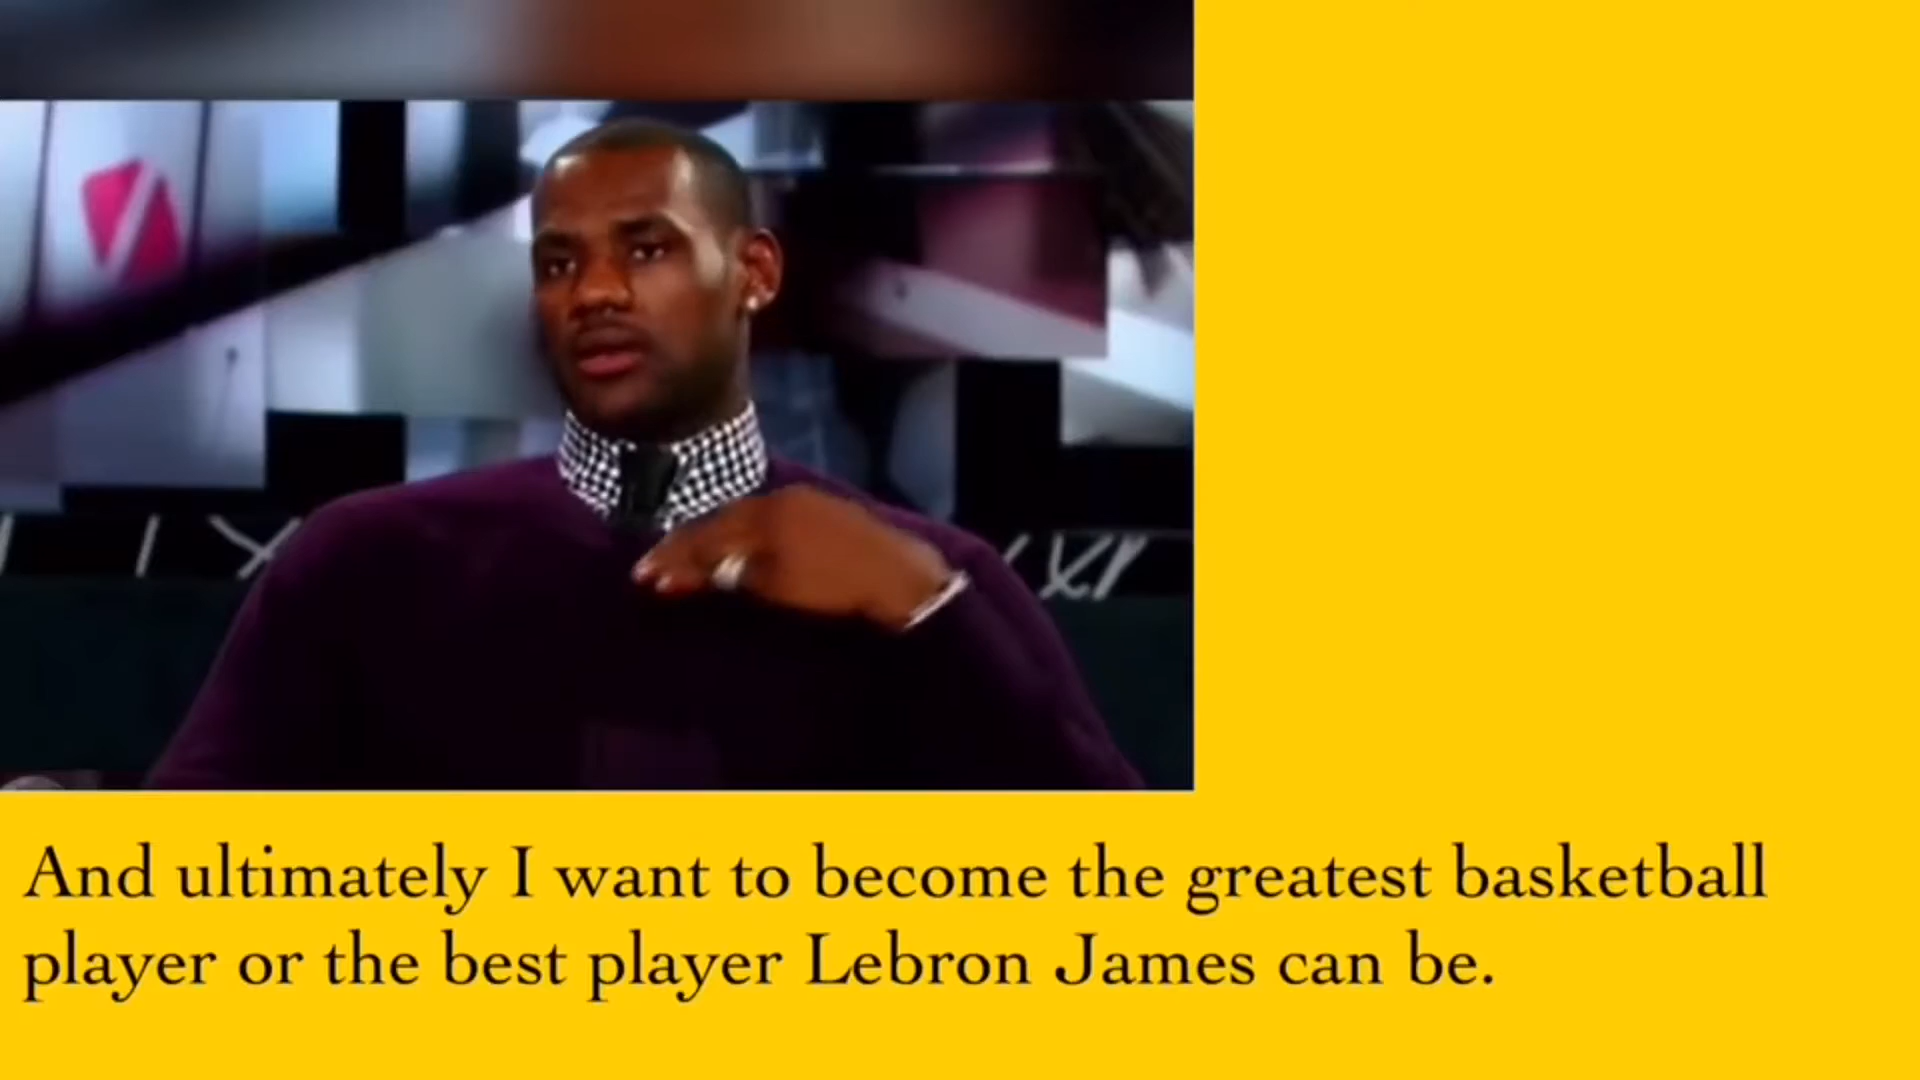 And ultimately I want to become the greatest basketball
player or the best player Lebron James can be.